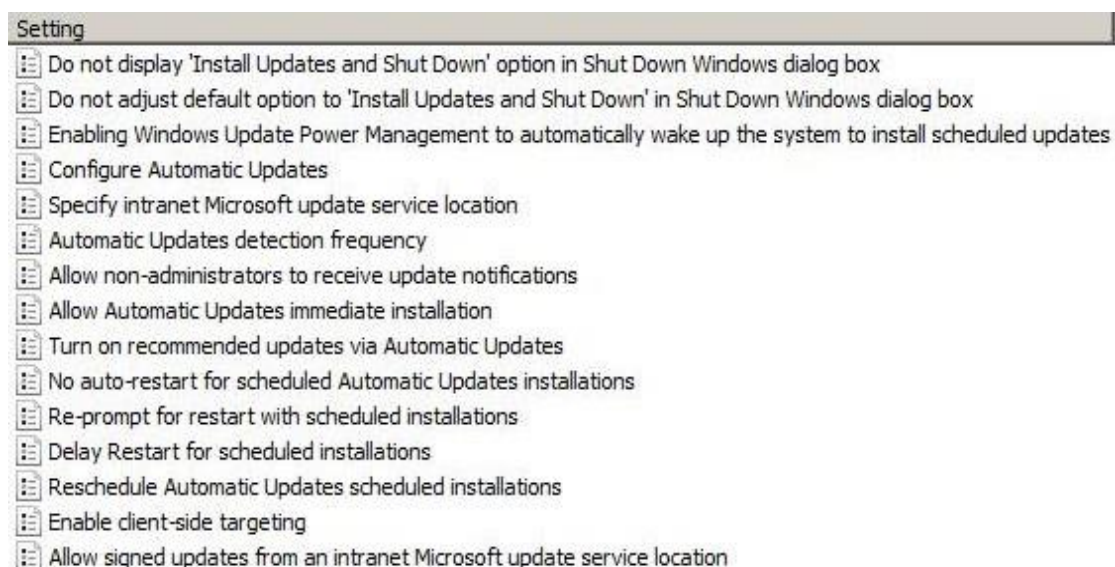 Setting
Do not display 'Install Updates and Shut Down' option in Shut Down Windows dialog box
Do not adjust default option to 'Install Updates and Shut Down' in Shut Down Windows dialog box
Enabling Windows Update Power Management to automatically wake up the system to install scheduled updates
Configure Automatic Updates
Specify intranet Microsoft update service location
Automatic Updates detection frequency
Allow non-administrators to receive update notifications
Allow Automatic Updates immediate installation
Turn on recommended updates via Automatic Updates
No auto-restart for scheduled Automatic Updates installations
Re-prompt for restart with scheduled installations
Delay Restart for scheduled installations
Reschedule Automatic Updates scheduled installations
Enable client-side targeting
Allow signed updates from an intranet Microsoft update service location